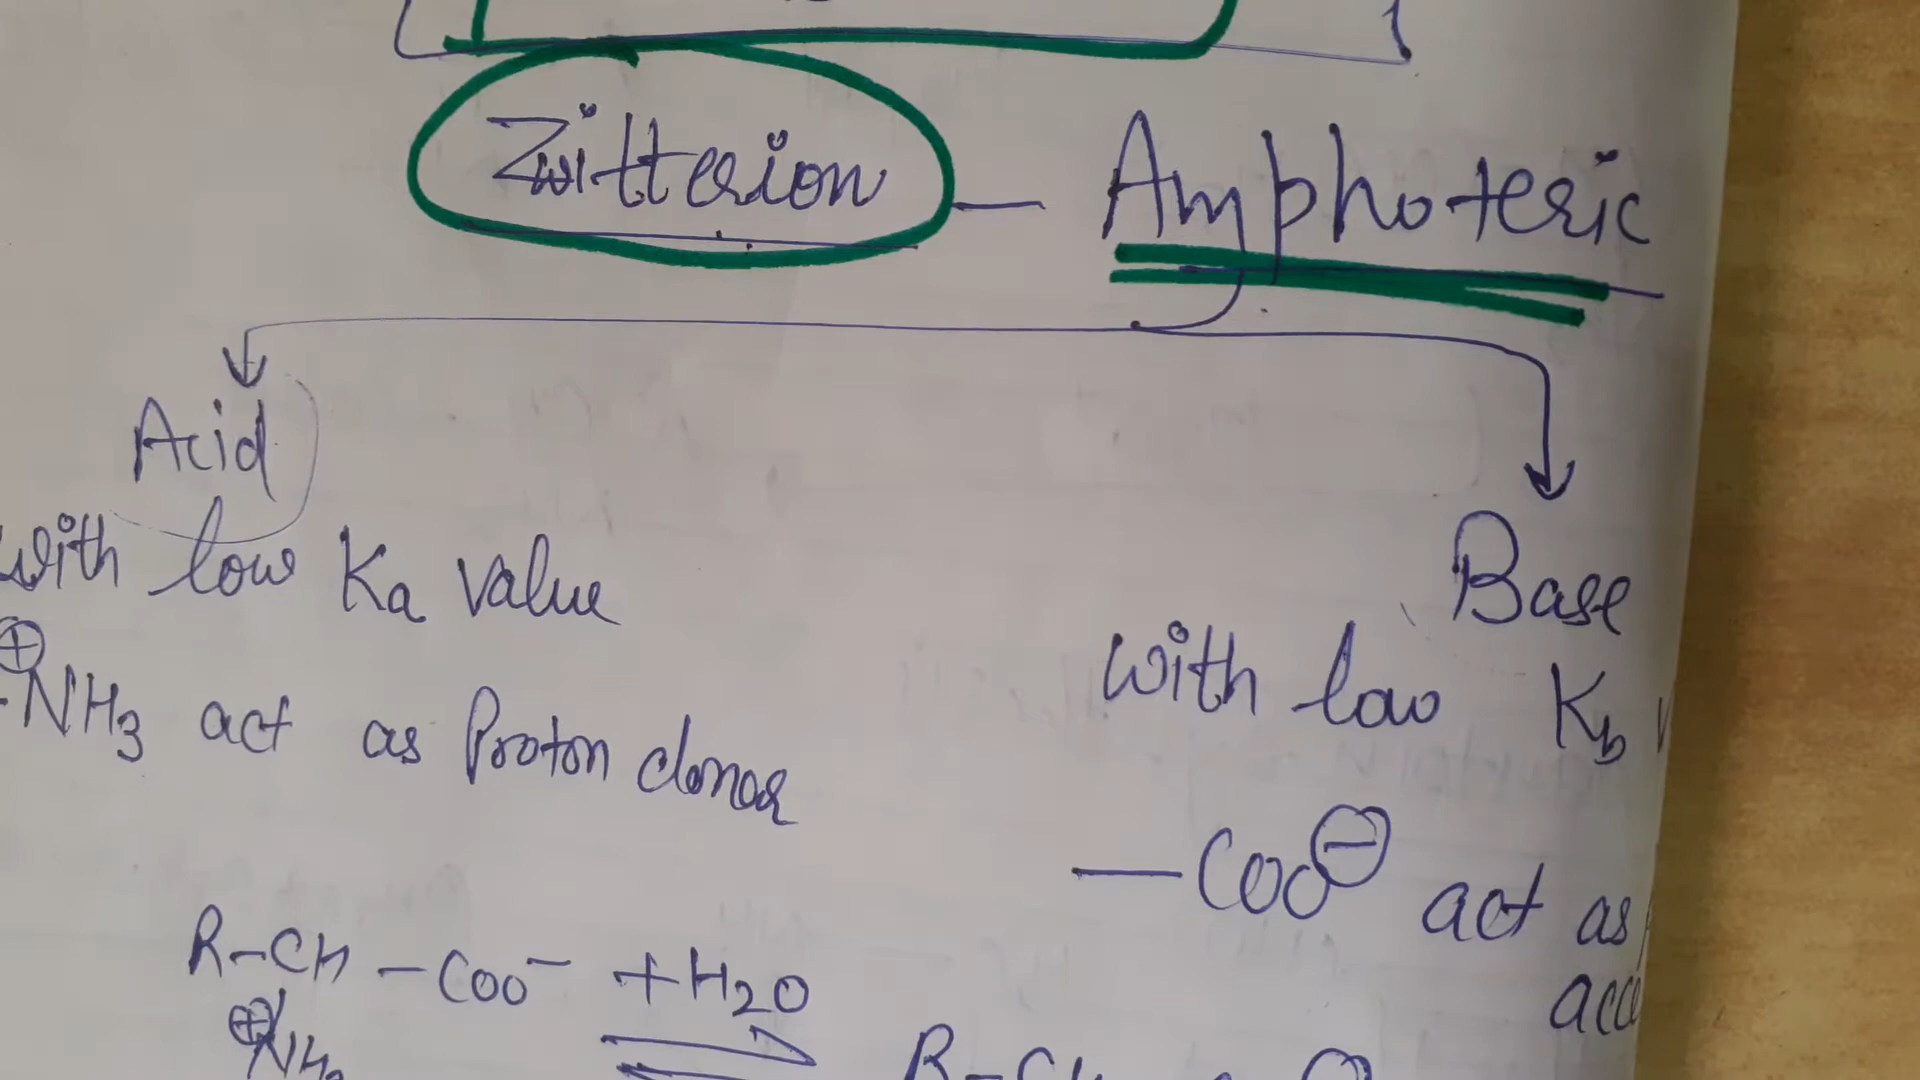 Zwitterion — Amphoteric
Acid
with low Ka value
⊕
-NH3 act as Proton donor
Base
with low Kb
—COO⊖ act as
R-CH-COO⁻ + H2O
⊕NH3
⇌
R-CH